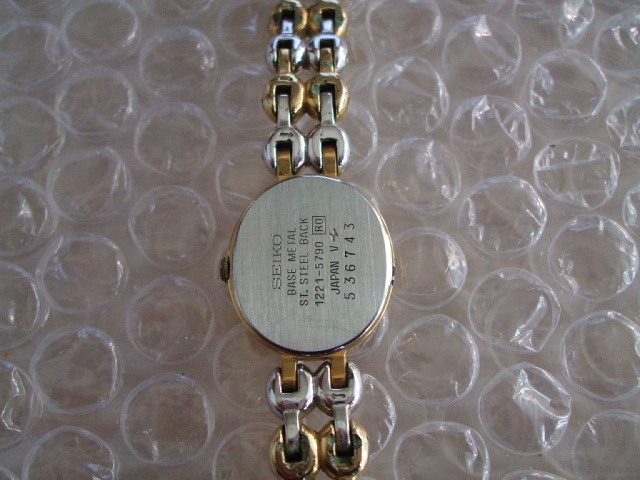 SEIKO
BASE METAL
ST. STEEL BACK
1221-5790 R0
JAPAN V
536743